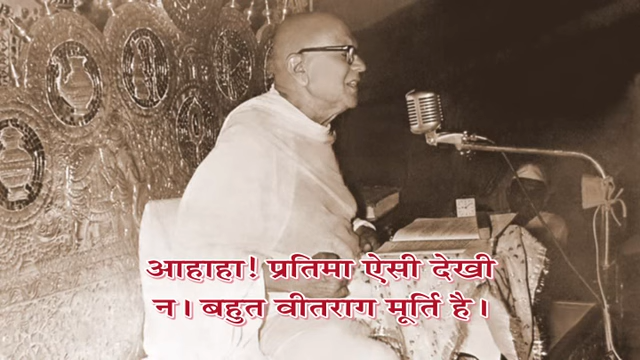 आहाहा! प्रतिमा ऐसी देखी
न। बहुत वीतराग मूर्ति है।